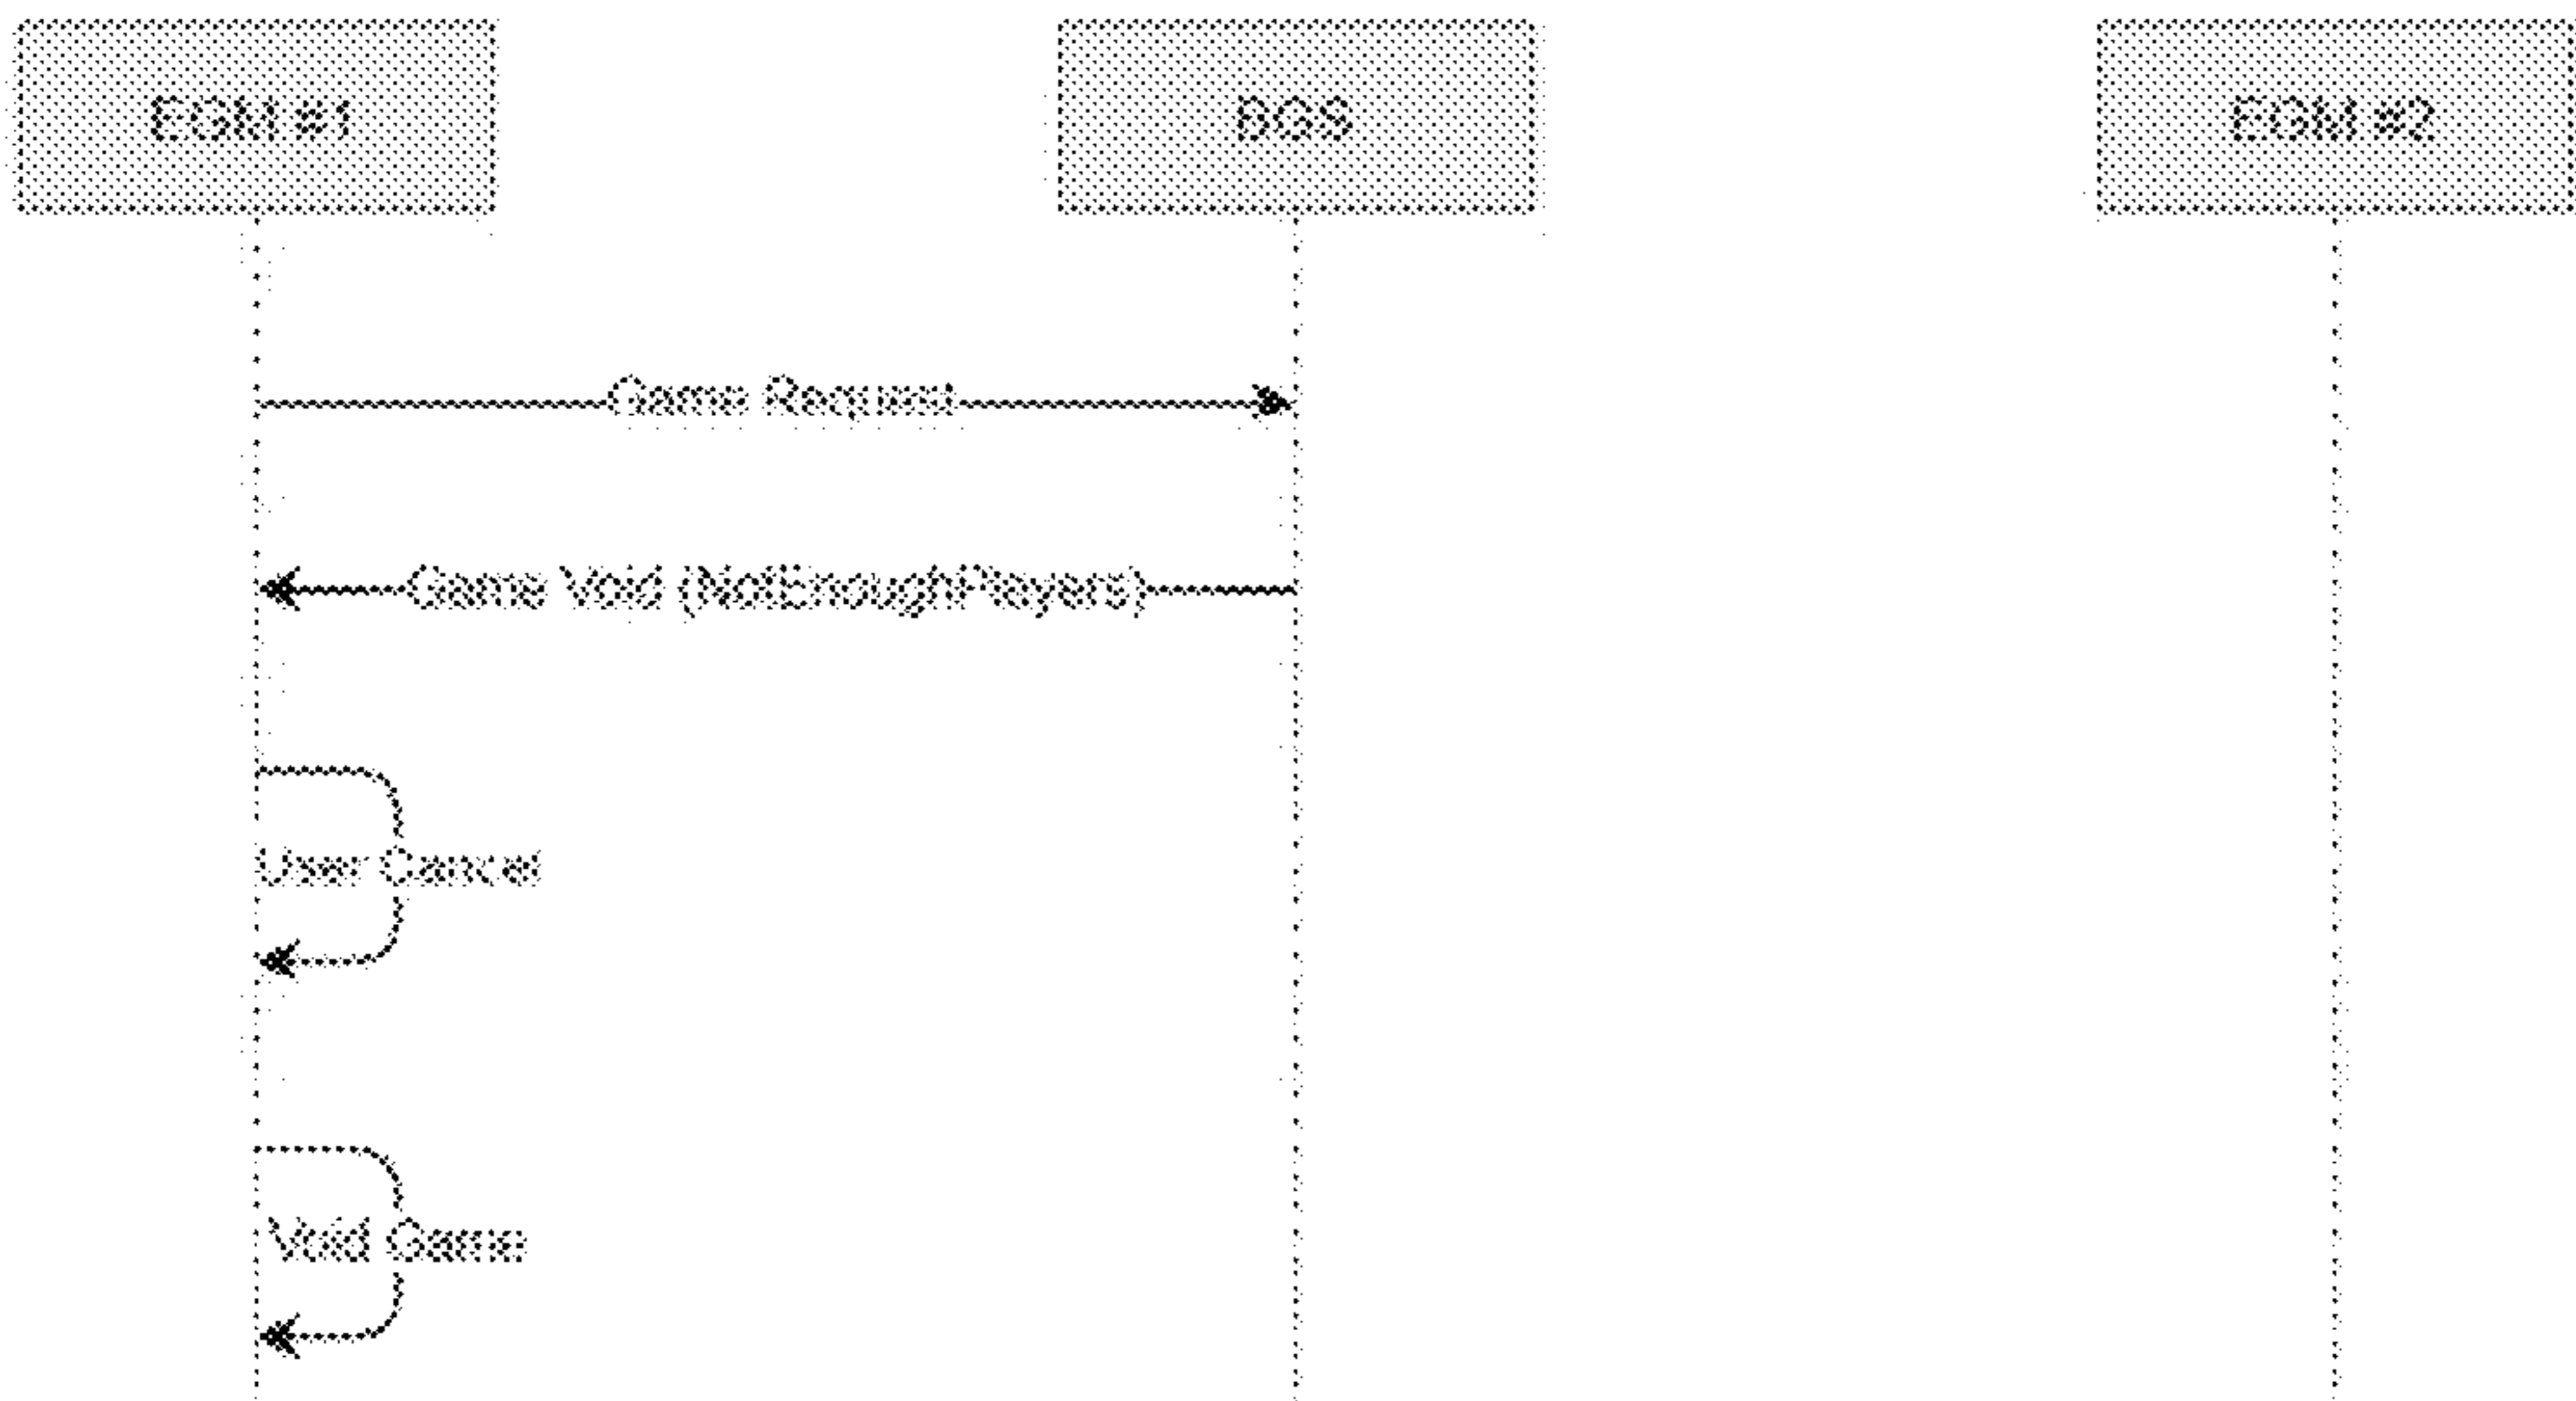 EGM #1
BGS
EGM #2
Game Request
Game Void (NotEnoughPlayers)
User Cancel
Void Game